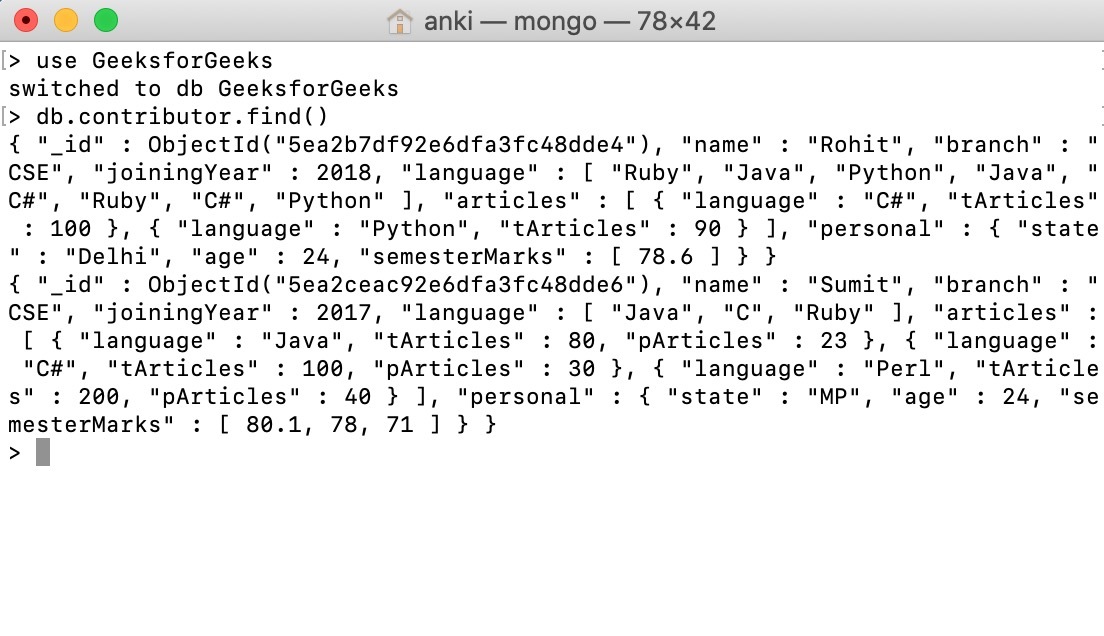 anki — mongo — 78×42
[> use GeeksforGeeks
switched to db GeeksforGeeks
[> db.contributor.find()
{ "_id" : ObjectId("5ea2b7df92e6dfa3fc48dde4"), "name" : "Rohit", "branch" : "
CSE", "joiningYear" : 2018, "language" : [ "Ruby", "Java", "Python", "Java", "
C#", "Ruby", "C#", "Python" ], "articles" : [ { "language" : "C#", "tArticles"
 : 100 }, { "language" : "Python", "tArticles" : 90 } ], "personal" : { "state
" : "Delhi", "age" : 24, "semesterMarks" : [ 78.6 ] } }
{ "_id" : ObjectId("5ea2ceac92e6dfa3fc48dde6"), "name" : "Sumit", "branch" : "
CSE", "joiningYear" : 2017, "language" : [ "Java", "C", "Ruby" ], "articles" :
 [ { "language" : "Java", "tArticles" : 80, "pArticles" : 23 }, { "language" :
 "C#", "tArticles" : 100, "pArticles" : 30 }, { "language" : "Perl", "tArticle
s" : 200, "pArticles" : 40 } ], "personal" : { "state" : "MP", "age" : 24, "se
mesterMarks" : [ 80.1, 78, 71 ] } }
>